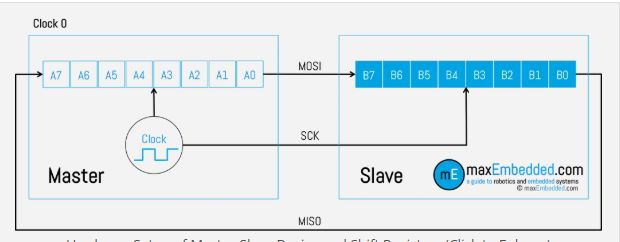 Clock 0
MOSI
A7 A6 A5 A4 A3 A2 A1 A0
B7 B6 B5 B4 B3 B2 B1 B0
Clock
SCK
Master
Slave
mE maxEmbedded.com
a guide to robotics and embedded systems
© maxEmbedded.com
MISO